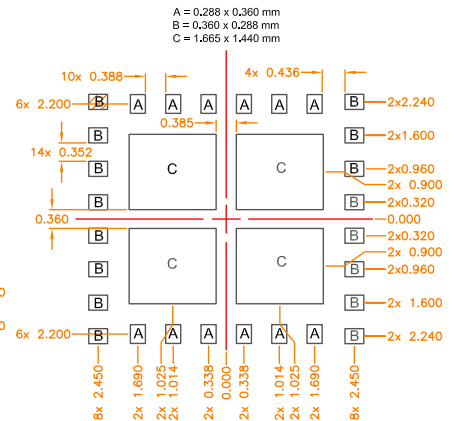 A = 0.288 x 0.360 mm
B = 0.360 x 0.288 mm
C = 1.665 x 1.440 mm
10x 0.388
4x 0.436
6x 2.200
B
A
A
A
A
A
A
B
2x2.240
0.385
B
B
2x1.600
14x 0.352
B
C
C
B
2x0.960
2x 0.900
B
B
2x0.320
0.360
0.000
B
B
2x0.320
2x 0.900
B
C
C
B
2x0.960
0
B
B
2x 1.600
0
6x 2.200
B
A
A
A
A
A
A
B
2x 2.240
8x 2.450
2x 1.690
2x 1.025
2x 1.014
2x 0.338
0.000
2x 0.338
2x 1.014
2x 1.025
2x 1.690
8x 2.450